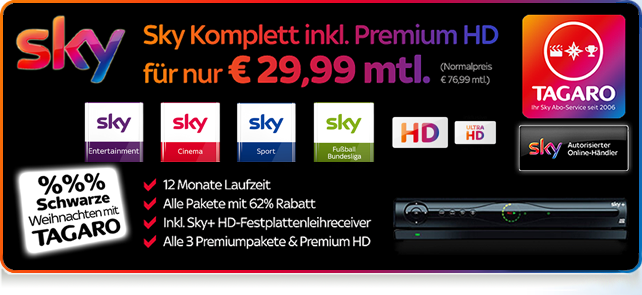 sky
Sky Komplett inkl. Premium HD
für nur € 29,99 mtl.
(Normalpreis
€ 76,99 mtl.)
TAGARO
Ihr Sky Abo-Service seit 2006
sky
Entertainment
sky
Cinema
sky
Sport
sky
Fußball
Bundesliga
HD
ULTRA
HD
sky
Autorisierter
Online-Händler
%%%
Schwarze
Weihnachten mit
TAGARO
12 Monate Laufzeit
Alle Pakete mit 62% Rabatt
Inkl. Sky+ HD-Festplattenleihreceiver
Alle 3 Premiumpakete & Premium HD
sky+